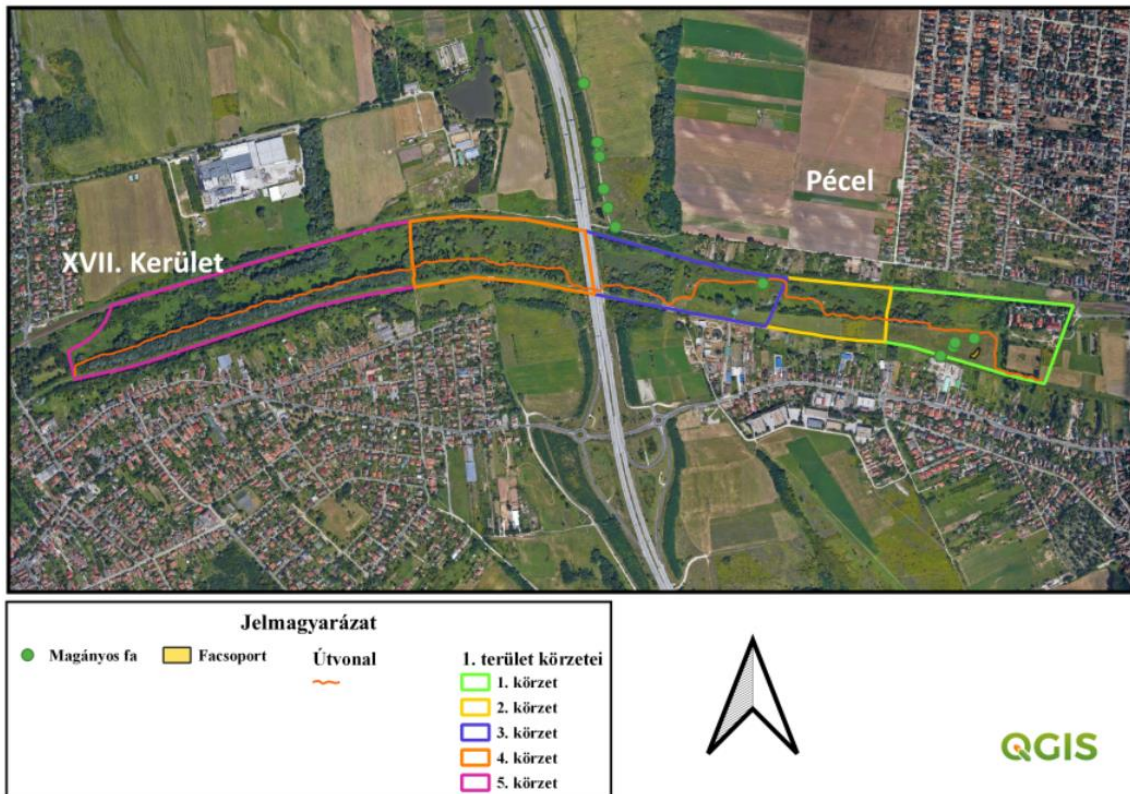 Pécel
XVII. Kerület
Jelmagyarázat
Magányos fa
Facsoport
Útvonal
1. terület körzetei
1. körzet
2. körzet
3. körzet
4. körzet
5. körzet
QGIS